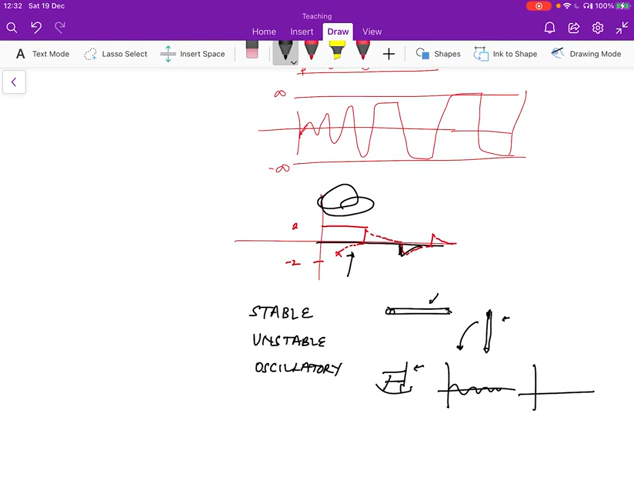 12:32 Sat 19 Dec
100%
Teaching
Home Insert Draw View
Text Mode
Lasso Select
Insert Space
Shapes
Ink to Shape
Drawing Mode
∞
-∞
-2
STABLE
UNSTABLE
OSCILLATORY